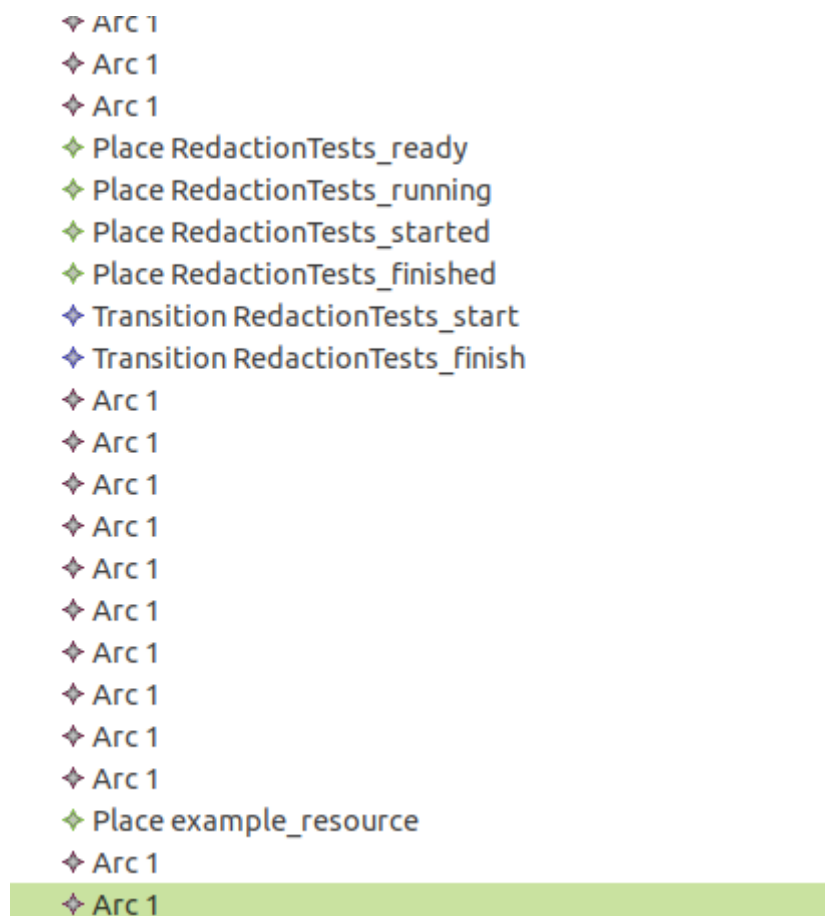 Arc 1
Arc 1
Arc 1
Place RedactionTests_ready
Place RedactionTests_running
Place RedactionTests_started
Place RedactionTests_finished
Transition RedactionTests_start
Transition RedactionTests_finish
Arc 1
Arc 1
Arc 1
Arc 1
Arc 1
Arc 1
Arc 1
Arc 1
Arc 1
Arc 1
Place example_resource
Arc 1
Arc 1